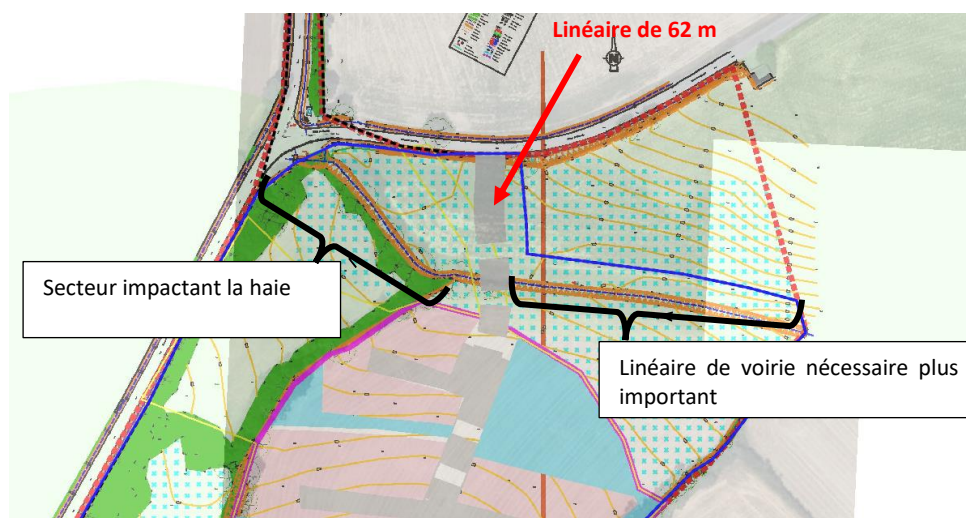 Linéaire de 62 m
N
Secteur impactant la haie
Linéaire de voirie nécessaire plus
important